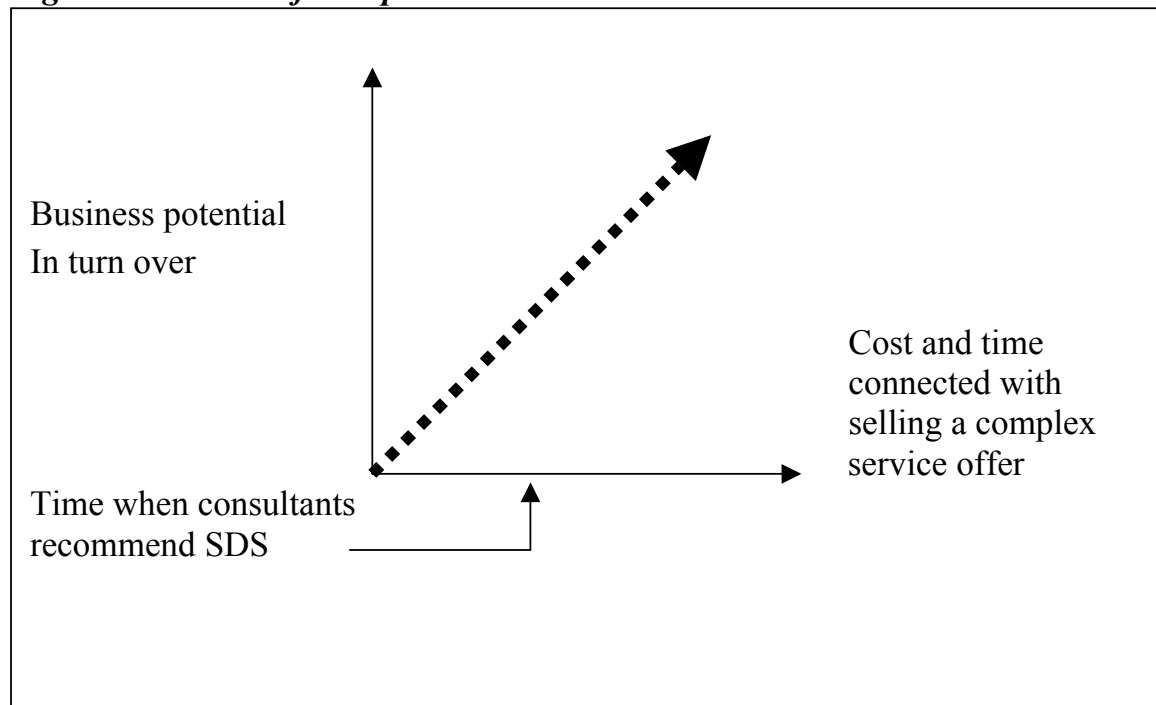 Business potential
In turn over
Cost and time
connected with
selling a complex
service offer
Time when consultants
recommend SDS